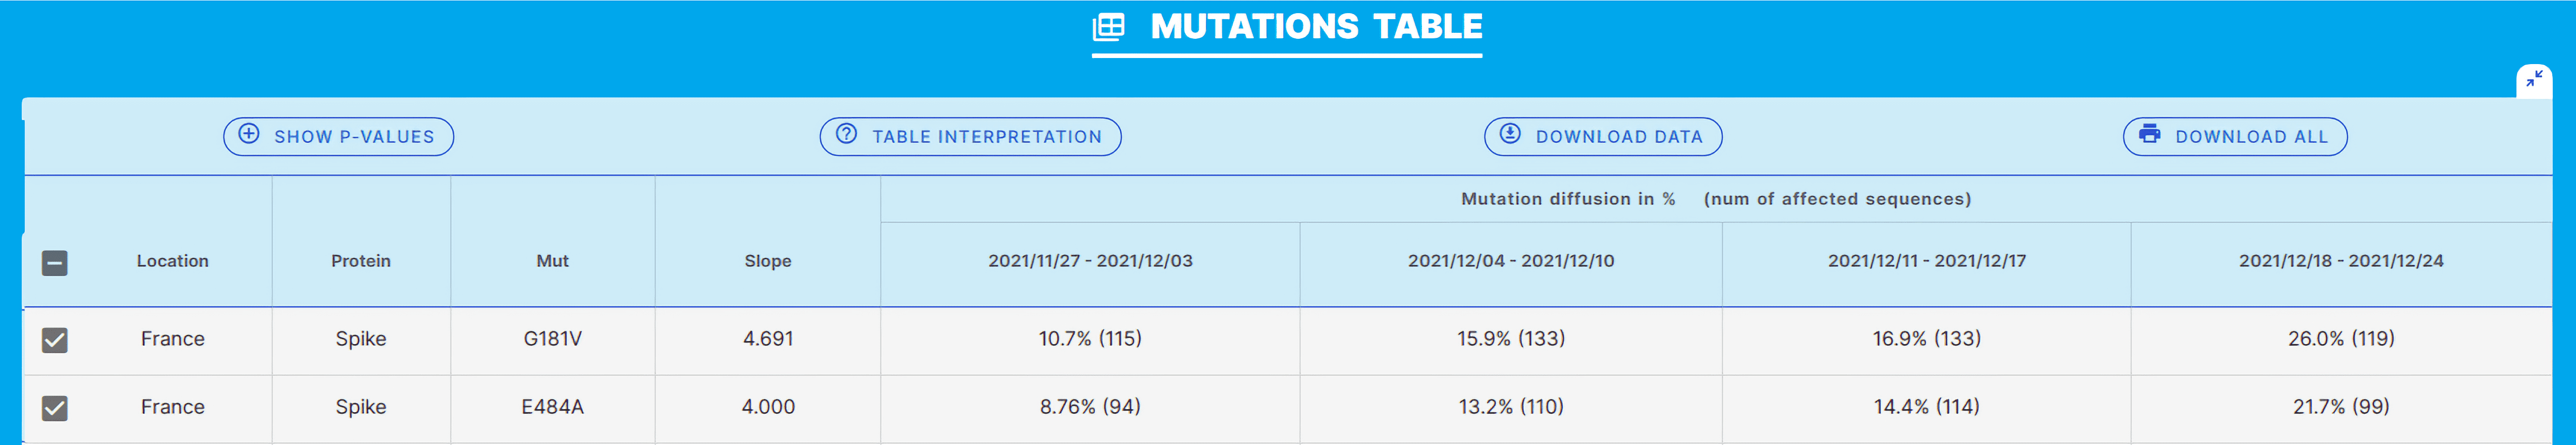 MUTATIONS TABLE
SHOW P-VALUES TABLE INTERPRETATION DOWNLOAD DATA DOWNLOAD ALL
Mutation diffusion in % (num of affected sequences)
Location Protein Mut Slope 2021/11/27 - 2021/12/03 2021/12/04 - 2021/12/10 2021/12/11 - 2021/12/17 2021/12/18 - 2021/12/24
France Spike G181V 4.691 10.7% (115) 15.9% (133) 16.9% (133) 26.0% (119)
France Spike E484A 4.000 8.76% (94) 13.2% (110) 14.4% (114) 21.7% (99)